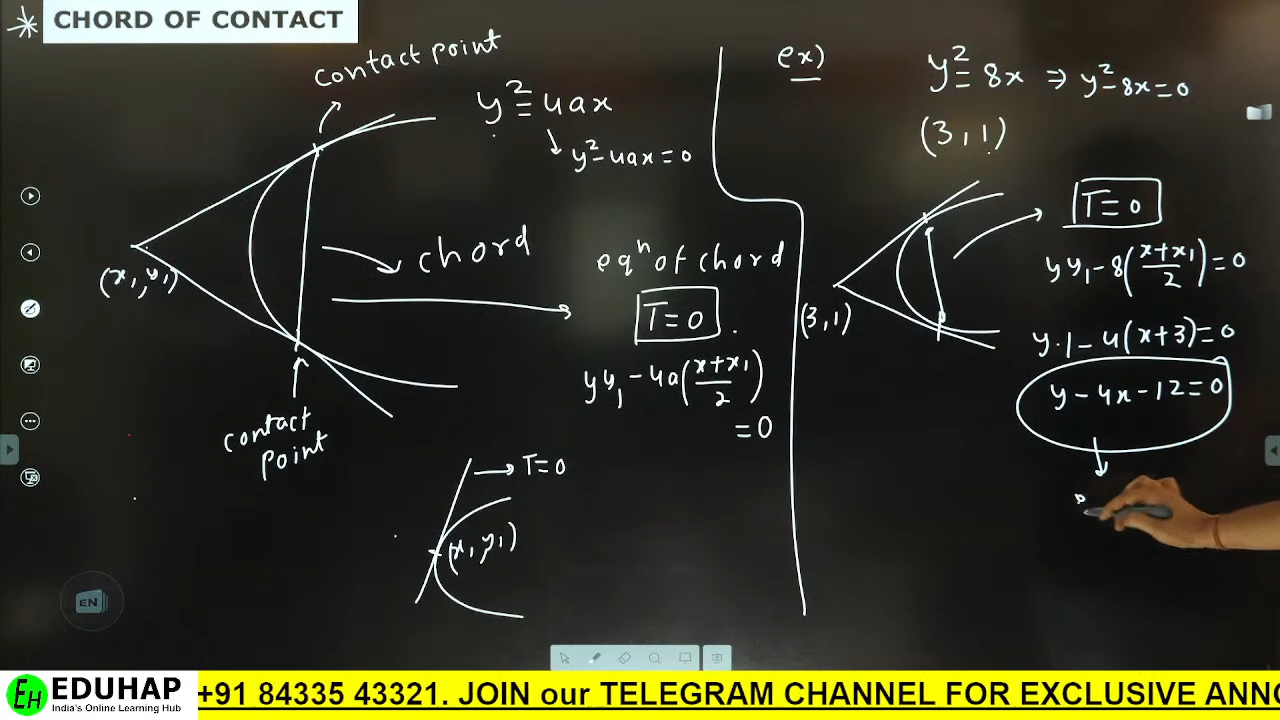 CHORD OF CONTACT
contact point
y² = 4ax
y² - 4ax = 0
(x₁, y₁)
chord
eqⁿ of chord
T = 0
yy₁ - 4a(x+x₁/2)
= 0
contact
point
T = 0
(x₁ y₁)
ex)
y² = 8x ⇒ y² - 8x = 0
(3, 1)
T = 0
yy₁ - 8(x+x₁/2) = 0
(3, 1)
y·1 - 4(x+3) = 0
y - 4x - 12 = 0
EN
EH
EDUHAP
India's Online Learning Hub
+91 84335 43321. JOIN our TELEGRAM CHANNEL FOR EXCLUSIVE ANNO